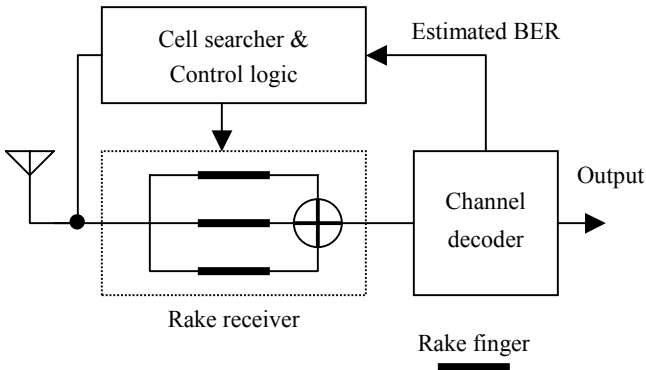 Cell searcher &
Control logic
Estimated BER
Channel
decoder
Output
Rake receiver
Rake finger